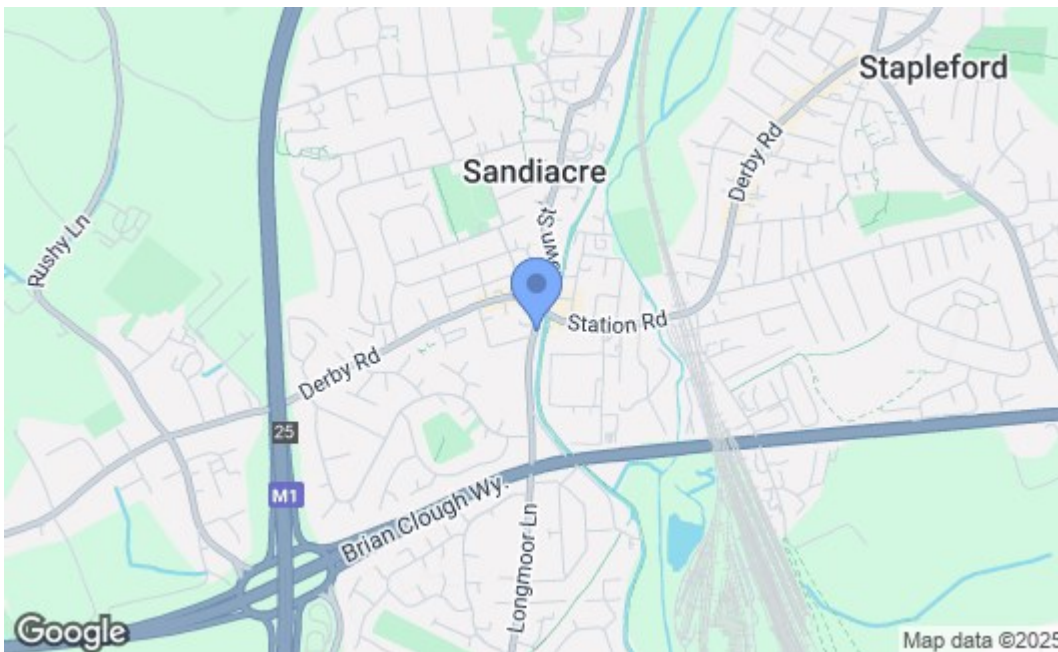 Stapleford
Derby Rd
Sandiacre
Rushy Ln
Station Rd
Derby Rd
25
M1
Brian Clough Wy.
Longmoor Ln
Google
Map data ©2025